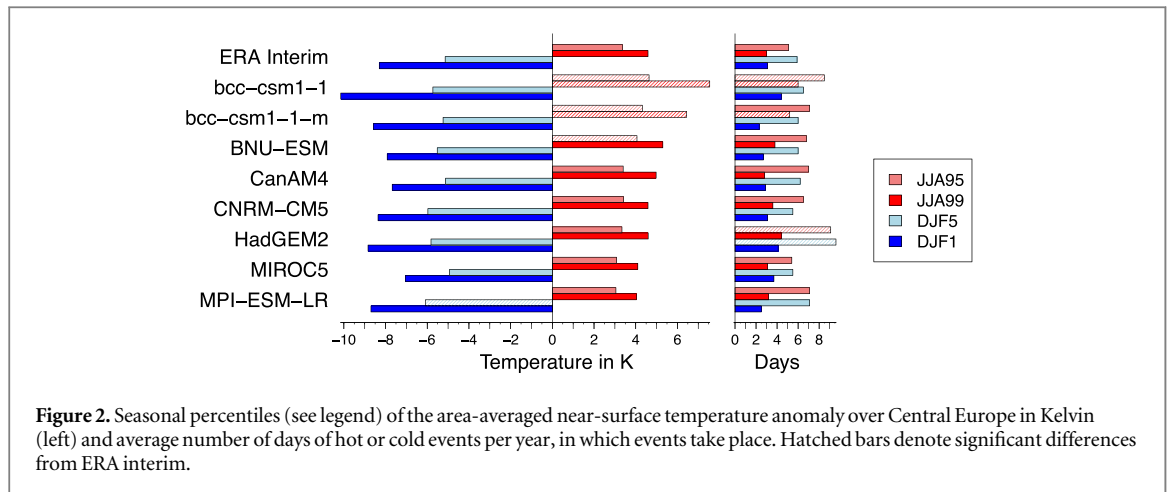 ERA Interim
bcc−csm1−1
bcc−csm1−1−m
BNU−ESM
CanAM4
CNRM−CM5
HadGEM2
MIROC5
MPI−ESM−LR
−10 −8 −6 −4 −2 0 2 4 6
Temperature in K
0 2 4 6 8
Days
JJA95
JJA99
DJF5
DJF1
Figure 2. Seasonal percentiles (see legend) of the area-averaged near-surface temperature anomaly over Central Europe in Kelvin
(left) and average number of days of hot or cold events per year, in which events take place. Hatched bars denote significant differences
from ERA interim.